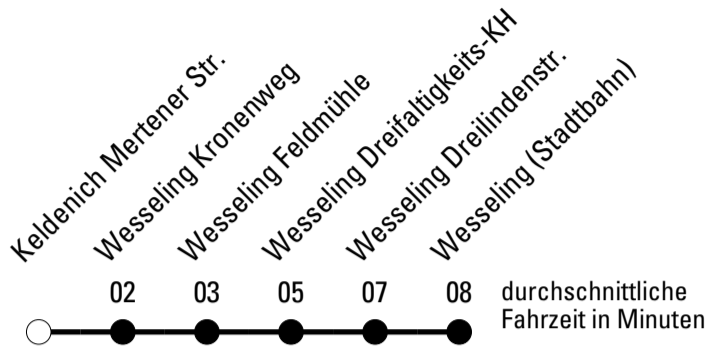 Keldenich Mertener Str.
Wesseling Kronenweg
Wesseling Feldmühle
Wesseling Dreifaltigkeits-KH
Wesseling Dreilindenstr.
Wesseling (Stadtbahn)
02 03 05 07 08 durchschnittliche
Fahrzeit in Minuten